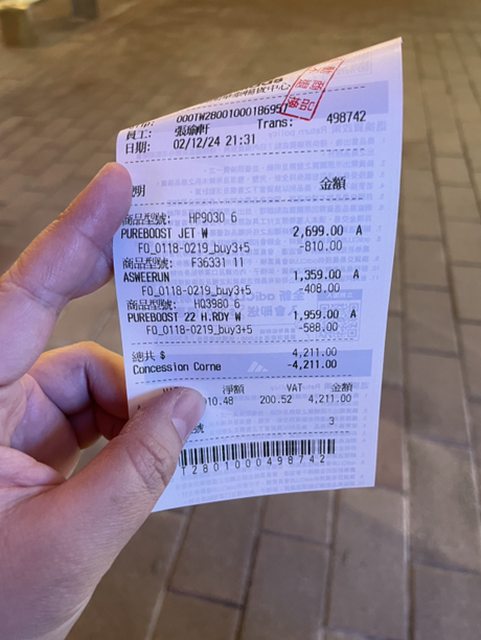 000TW2B001000186951
員工: 張瑜軒 Trans: 498742
日期: 02/12/24 21:31
明 金額
商品型號: HP9030 6
PUREBOOST JET W 2,699.00 A
FO_0118-0219_buy3+5 -810.00
商品型號: F36331 11
ASWEERUN 1,359.00 A
FO_0118-0219_buy3+5 -408.00
商品型號: HQ3980 6
PUREBOOST 22 H.RDY W 1,959.00 A
FO_0118-0219_buy3+5 -588.00
總共 $ 4,211.00
Concession Corne -4,211.00
淨額 VAT 金額
010.48 200.52 4,211.00
3
T2801000498742